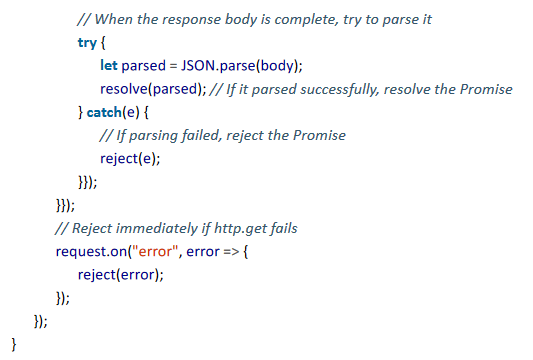 // When the response body is complete, try to parse it
try {
let parsed = JSON.parse(body);
resolve(parsed); // If it parsed successfully, resolve the Promise
} catch(e) {
// If parsing failed, reject the Promise
reject(e);
}});
}});
// Reject immediately if http.get fails
request.on("error", error => {
reject(error);
});
});
}